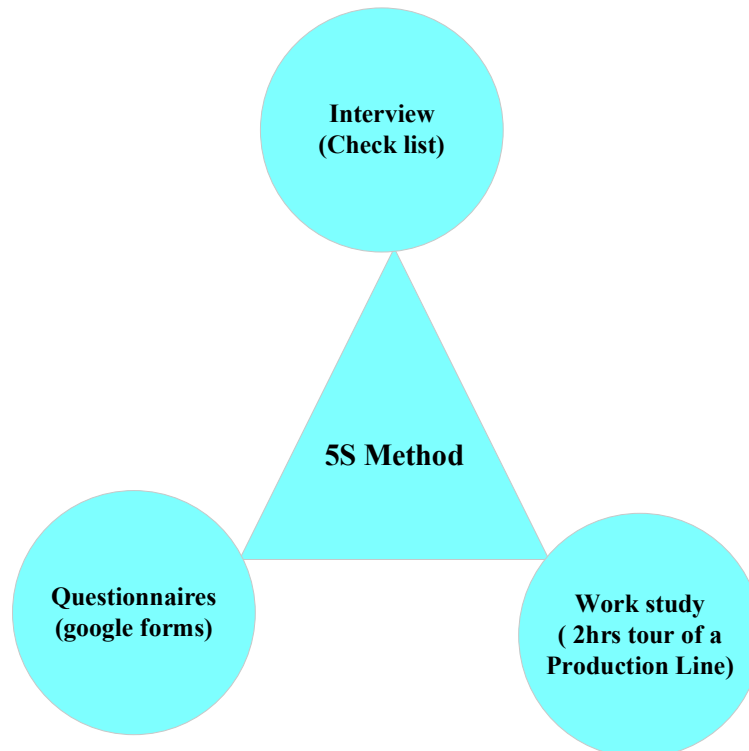 Interview
(Check list)
5S Method
Questionnaires
(google forms)
Work study
( 2hrs tour of a
Production Line)